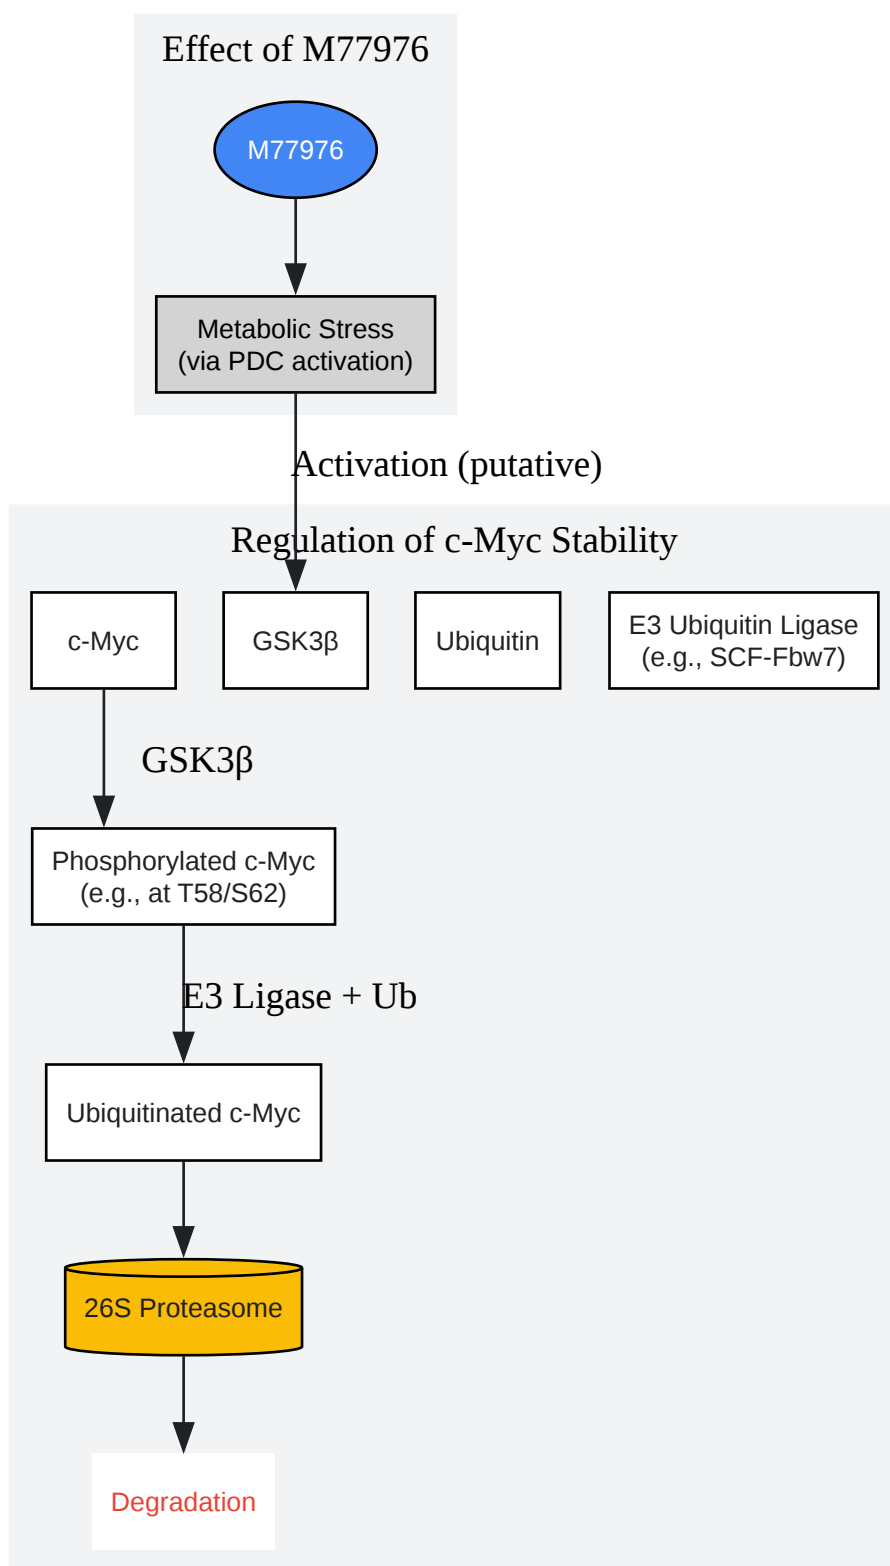 Effect of M77976
M77976
Metabolic Stress
(via PDC activation)
Activation (putative)
Regulation of c-Myc Stability
c-Myc
GSK3β
Ubiquitin
E3 Ubiquitin Ligase
(e.g., SCF-Fbw7)
GSK3β
Phosphorylated c-Myc
(e.g., at T58/S62)
E3 Ligase + Ub
Ubiquitinated c-Myc
26S Proteasome
Degradation